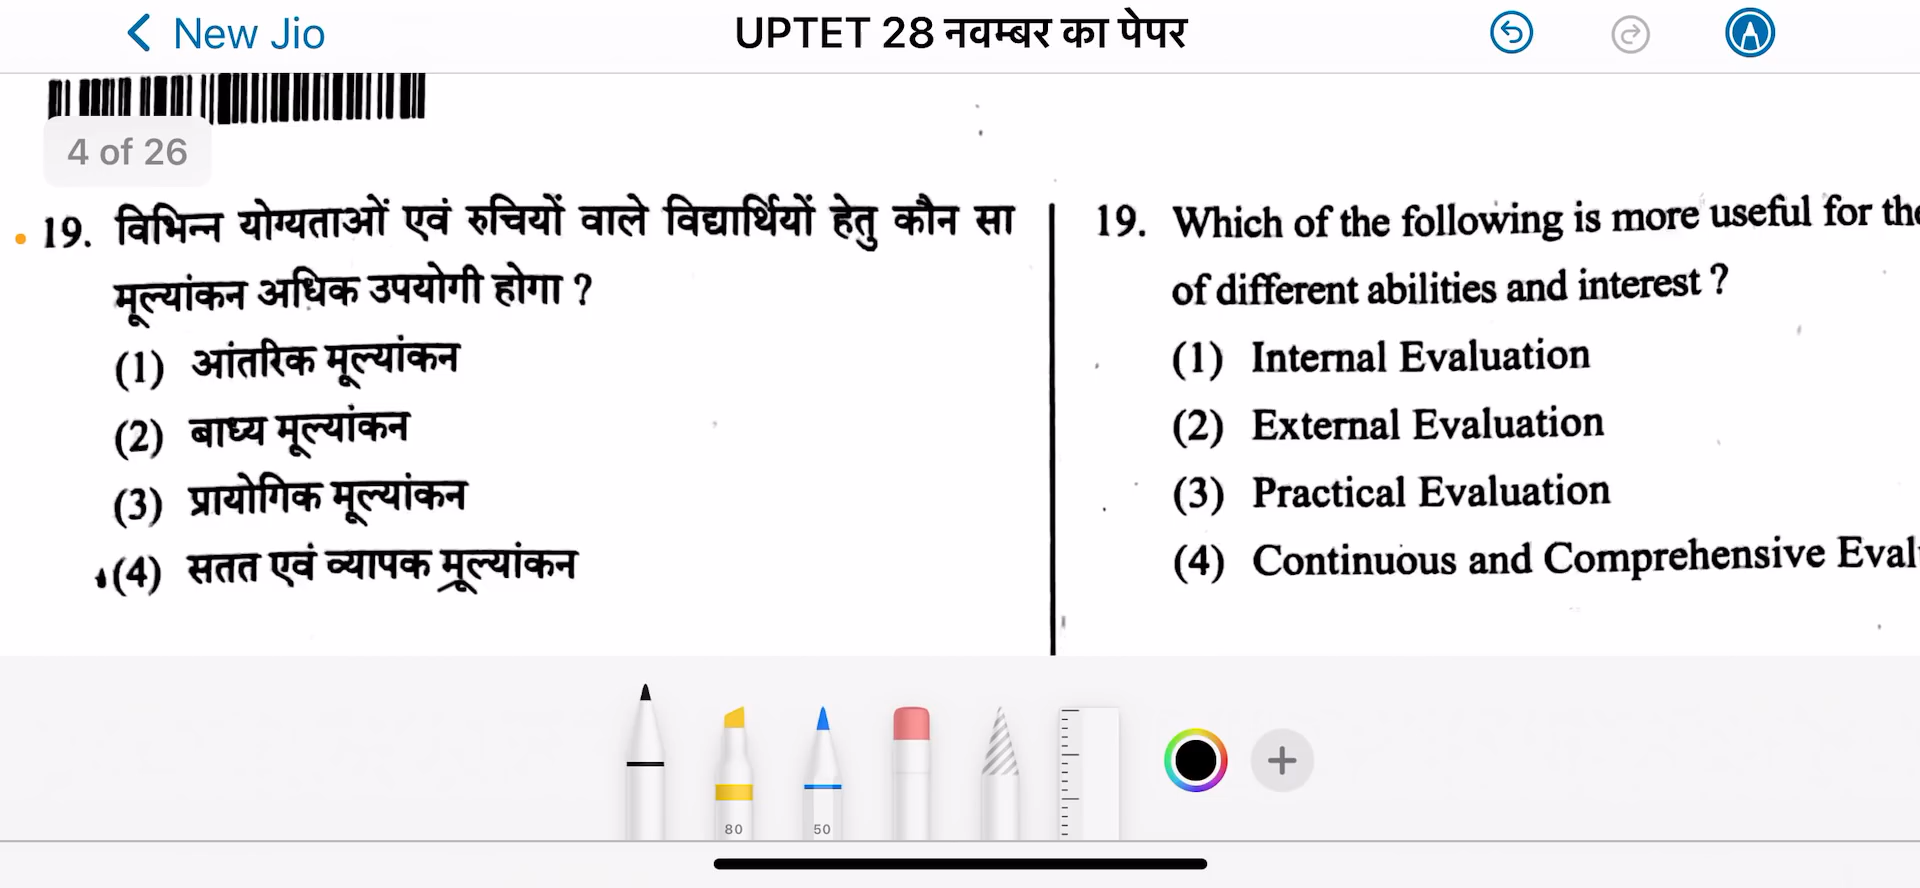 New Jio
UPTET 28 नवम्बर का पेपर
4 of 26
19. विभिन्न योग्यताओं एवं रुचियों वाले विद्यार्थियों हेतु कौन सा
मूल्यांकन अधिक उपयोगी होगा ?
(1) आंतरिक मूल्यांकन
(2) बाध्य मूल्यांकन
(3) प्रायोगिक मूल्यांकन
(4) सतत एवं व्यापक मूल्यांकन
19. Which of the following is more useful for the
of different abilities and interest ?
(1) Internal Evaluation
(2) External Evaluation
(3) Practical Evaluation
(4) Continuous and Comprehensive Eval
80
50